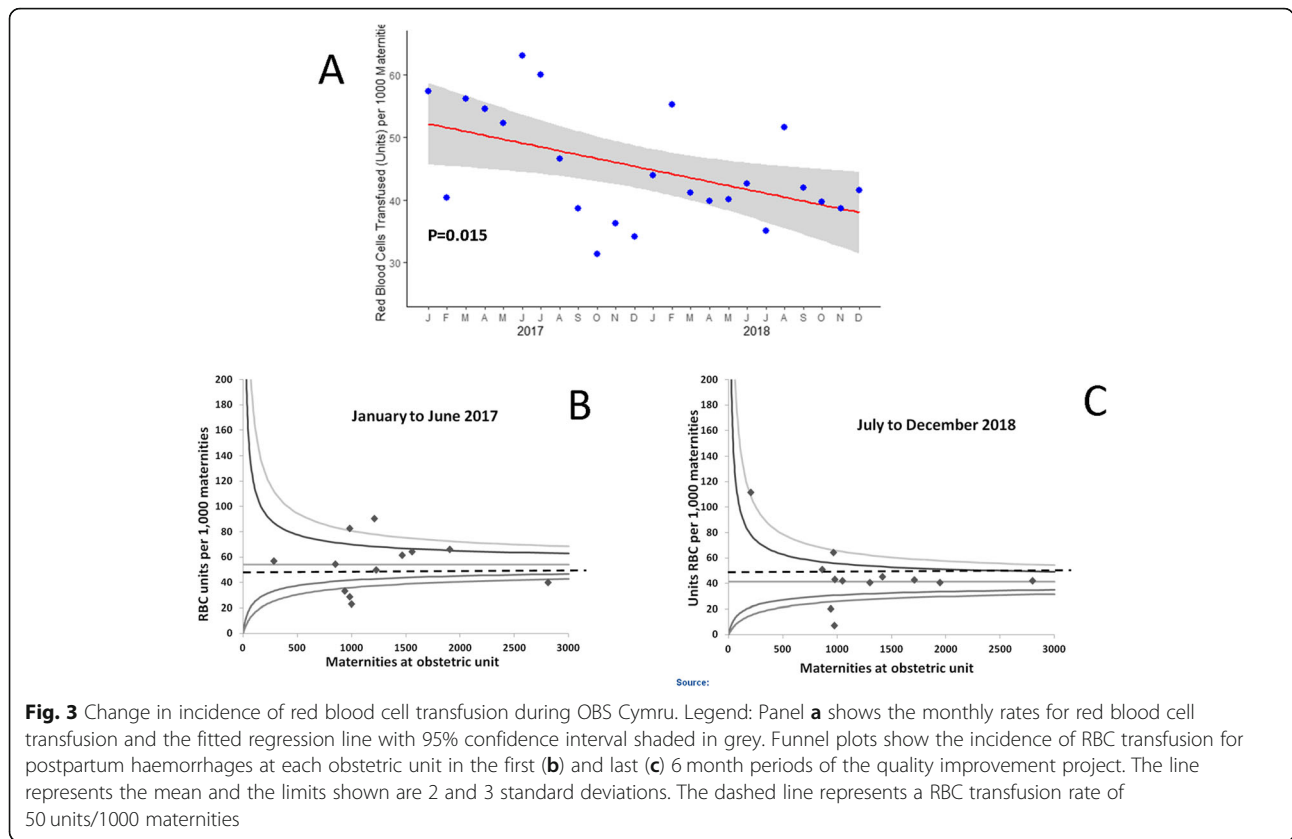 A
Red Blood Cells Transfused (Units) per 1000 Maternitie
60
50
40
30
P=0.015
J F M A M J J A S O N D J F M A M J J A S O N D
2017 2018
B
January to June 2017
RBC units per 1,000 maternities
200
180
160
140
120
100
80
60
40
20
0
0 500 1000 1500 2000 2500 3000
Maternities at obstetric unit
C
July to December 2018
Units RBC per 1,000 maternities
200
180
160
140
120
100
80
60
40
20
0
0 500 1000 1500 2000 2500 3000
Maternities at obstetric unit
Source:
Fig. 3 Change in incidence of red blood cell transfusion during OBS Cymru. Legend: Panel a shows the monthly rates for red blood cell
transfusion and the fitted regression line with 95% confidence interval shaded in grey. Funnel plots show the incidence of RBC transfusion for
postpartum haemorrhages at each obstetric unit in the first (b) and last (c) 6 month periods of the quality improvement project. The line
represents the mean and the limits shown are 2 and 3 standard deviations. The dashed line represents a RBC transfusion rate of
50 units/1000 maternities